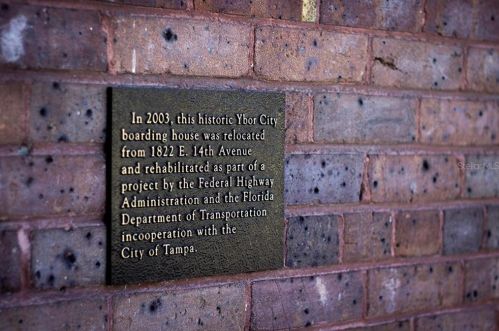 In 2003, this historic Ybor City
boarding house was relocated
from 1822 E. 14th Avenue
and rehabilitated as part of a
project by the Federal Highway
Administration and the Florida
Department of Transportation
incooperation with the
City of Tampa.